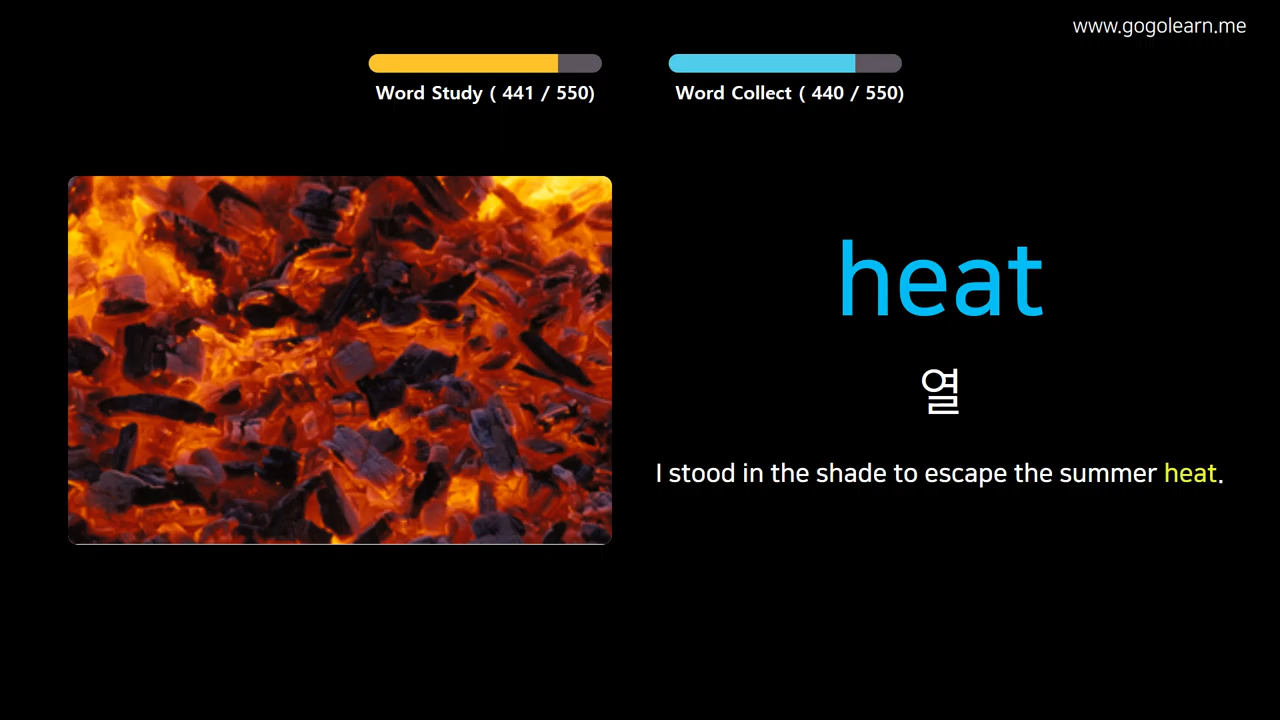 www.gogolearn.me
Word Study ( 441 / 550)
Word Collect ( 440 / 550)
heat
열
I stood in the shade to escape the summer heat.